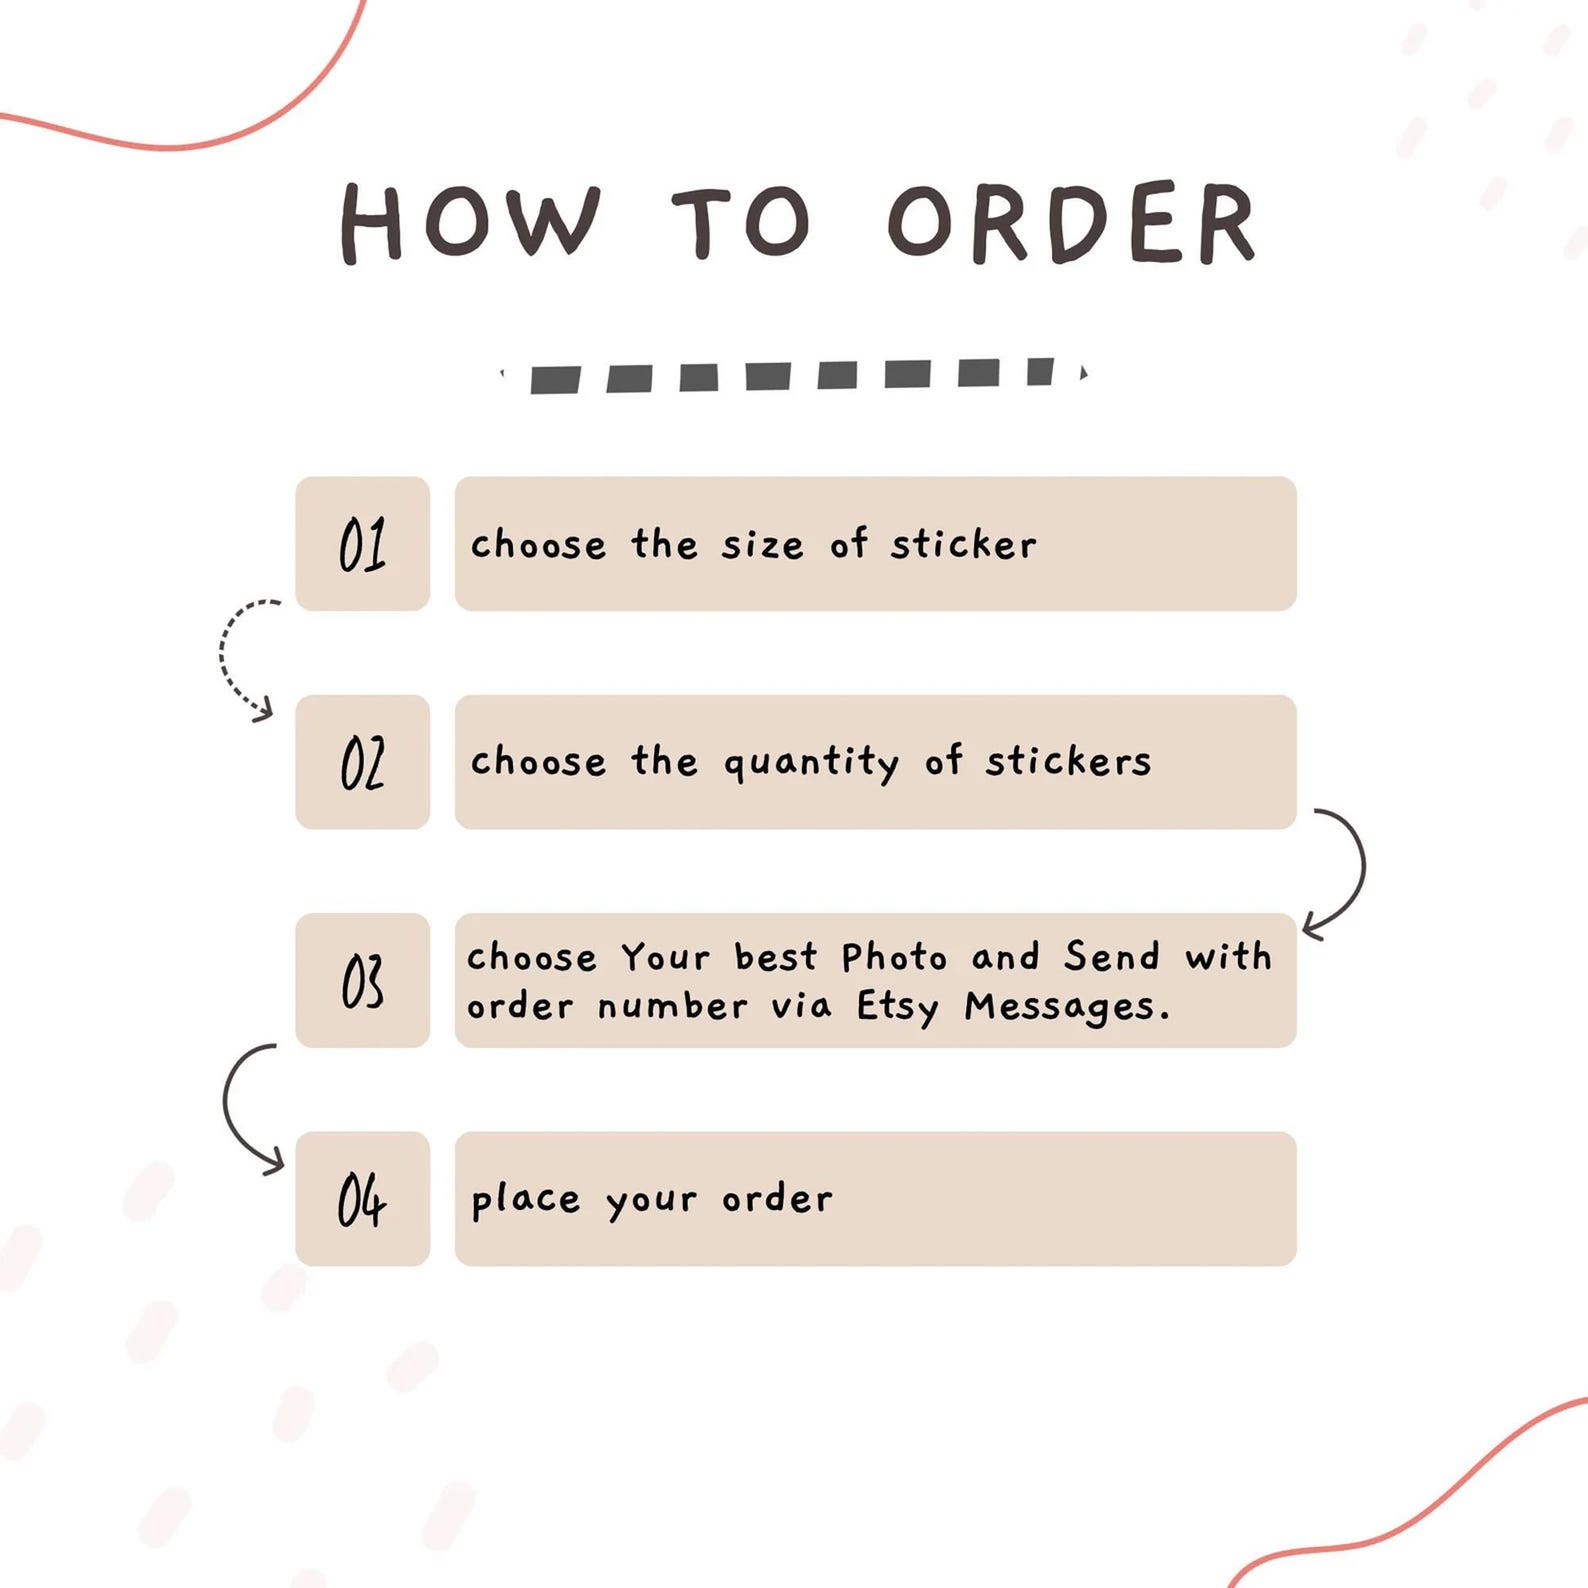 HOW TO ORDER
01
choose the size of sticker
02
choose the quantity of stickers
03
choose Your best Photo and Send with
order number via Etsy Messages.
04
place your order